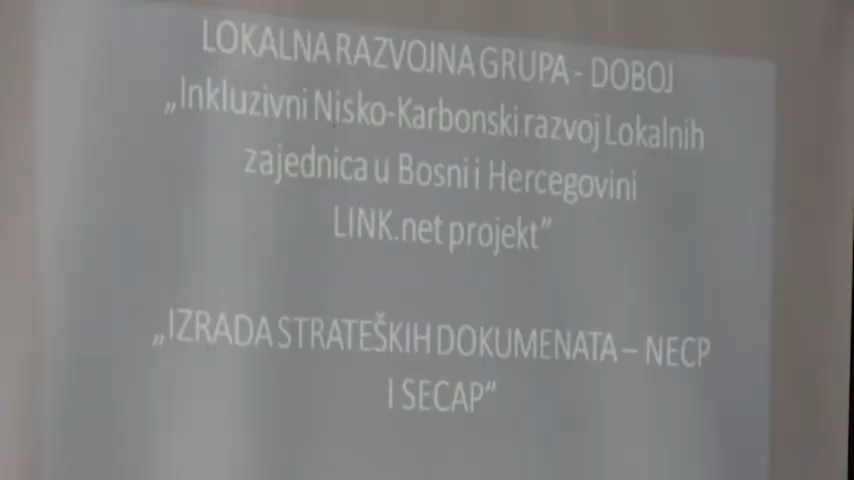 LOKALNA RAZVOJNA GRUPA - DOBOJ
„Inkluzivni Nisko-Karbonski razvoj Lokalnih
zajednica u Bosni i Hercegovini
LINK.net projekt”
„IZRADA STRATEŠKIH DOKUMENATA – NECP
I SECAP”